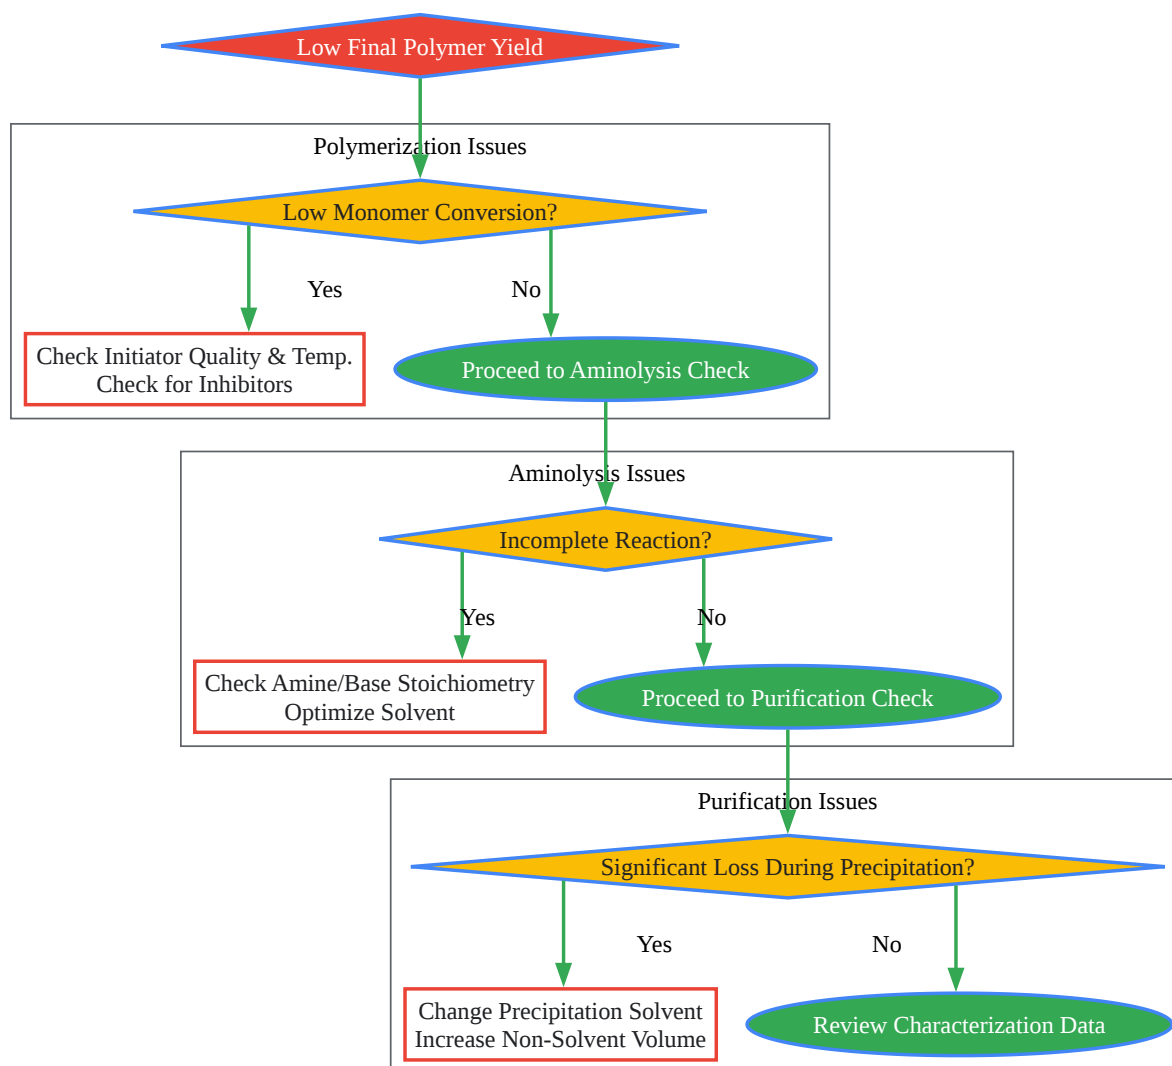 Low Final Polymer Yield
Polymerization Issues
Low Monomer Conversion?
Yes
No
Check Initiator Quality & Temp.
Check for Inhibitors
Proceed to Aminolysis Check
Aminolysis Issues
Incomplete Reaction?
Yes
No
Check Amine/Base Stoichiometry
Optimize Solvent
Proceed to Purification Check
Purification Issues
Significant Loss During Precipitation?
Yes
No
Change Precipitation Solvent
Increase Non-Solvent Volume
Review Characterization Data